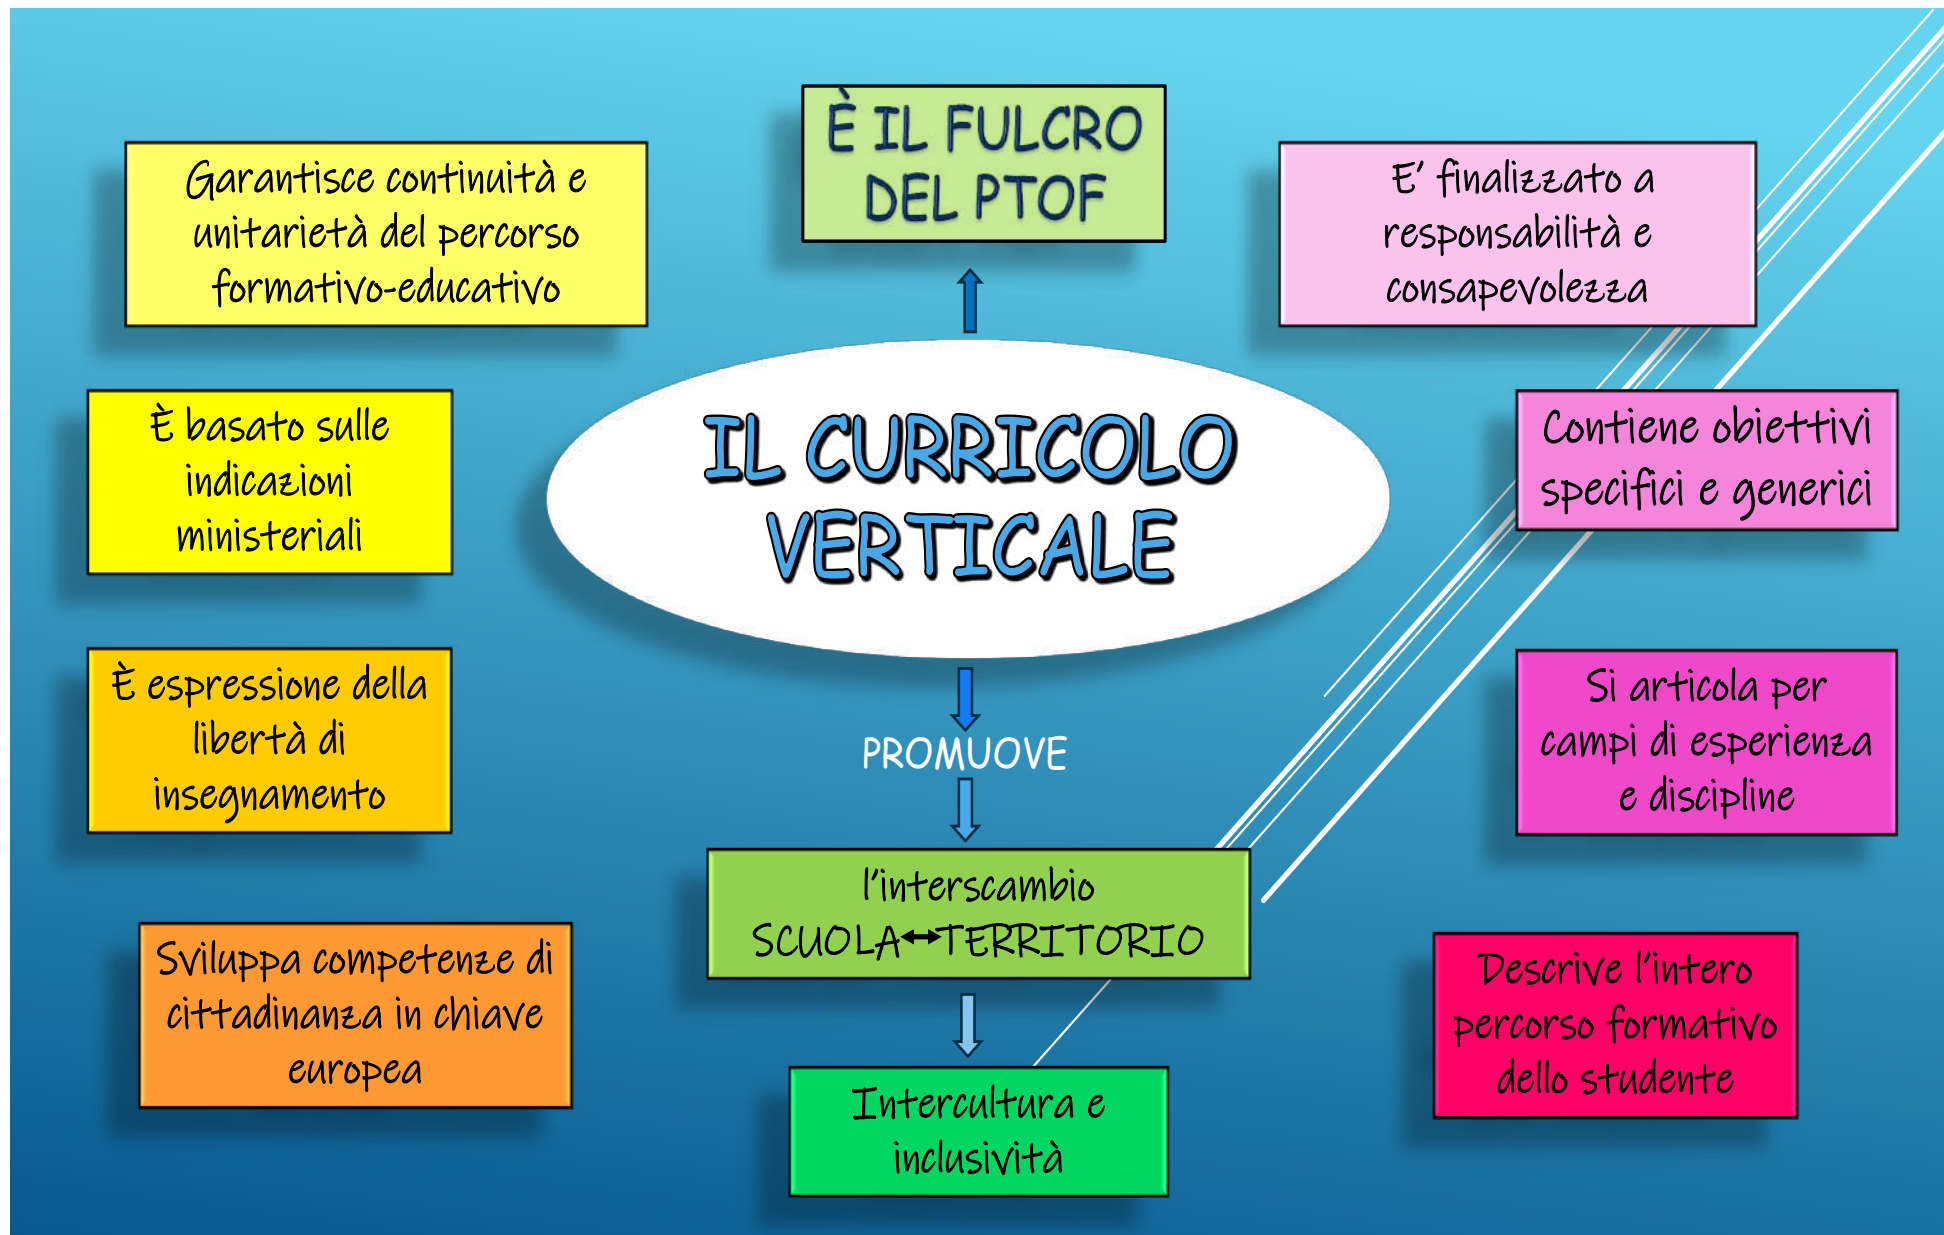 È IL FULCRO
DEL PTOF
Garantisce continuità e
unitarietà del percorso
formativo-educativo
E' finalizzato a
responsabilità e
consapevolezza
È basato sulle
indicazioni
ministeriali
IL CURRICOLO
VERTICALE
Contiene obiettivi
specifici e generici
È espressione della
libertà di
insegnamento
PROMUOVE
Si articola per
campi di esperienza
e discipline
l'interscambio
SCUOLA↔TERRITORIO
Sviluppa competenze di
cittadinanza in chiave
europea
Descrive l'intero
percorso formativo
dello studente
Intercultura e
inclusività